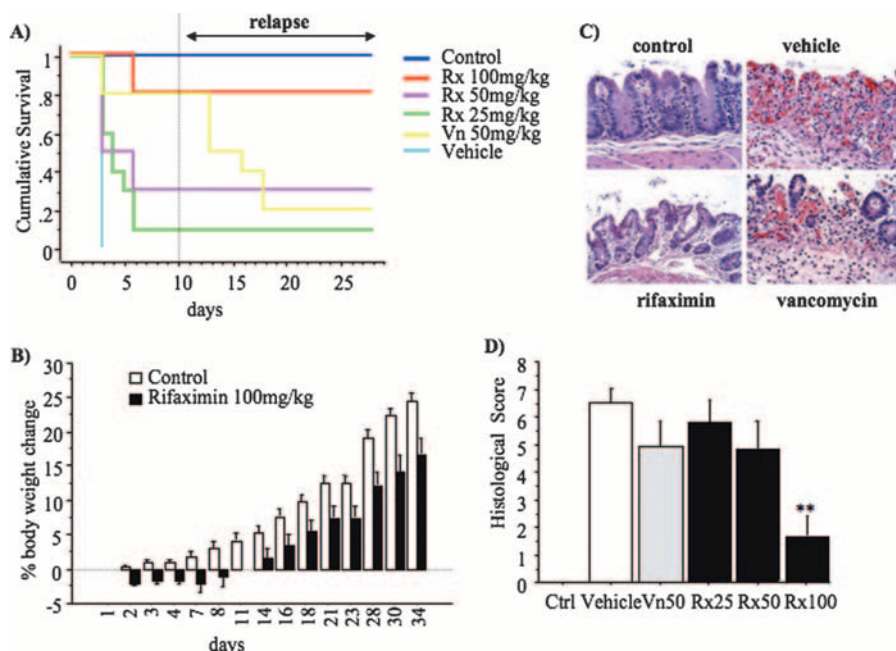 A)
relapse
Cumulative Survival
1
.8
.6
.4
.2
0
0 5 10 15 20 25
days
Control
Rx 100mg/kg
Rx 50mg/kg
Rx 25mg/kg
Vn 50mg/kg
Vehicle
C)
control vehicle
rifaximin vancomycin
B)
% body weight change
30
25
20
15
10
5
0
-5
Control
Rifaximin 100mg/kg
1 2 3 4 7 8 11 14 16 18 21 23 28 30 34
days
D)
Histological Score
8
7
6
5
4
3
2
1
0
**
Ctrl Vehicle Vn50 Rx25 Rx50 Rx100